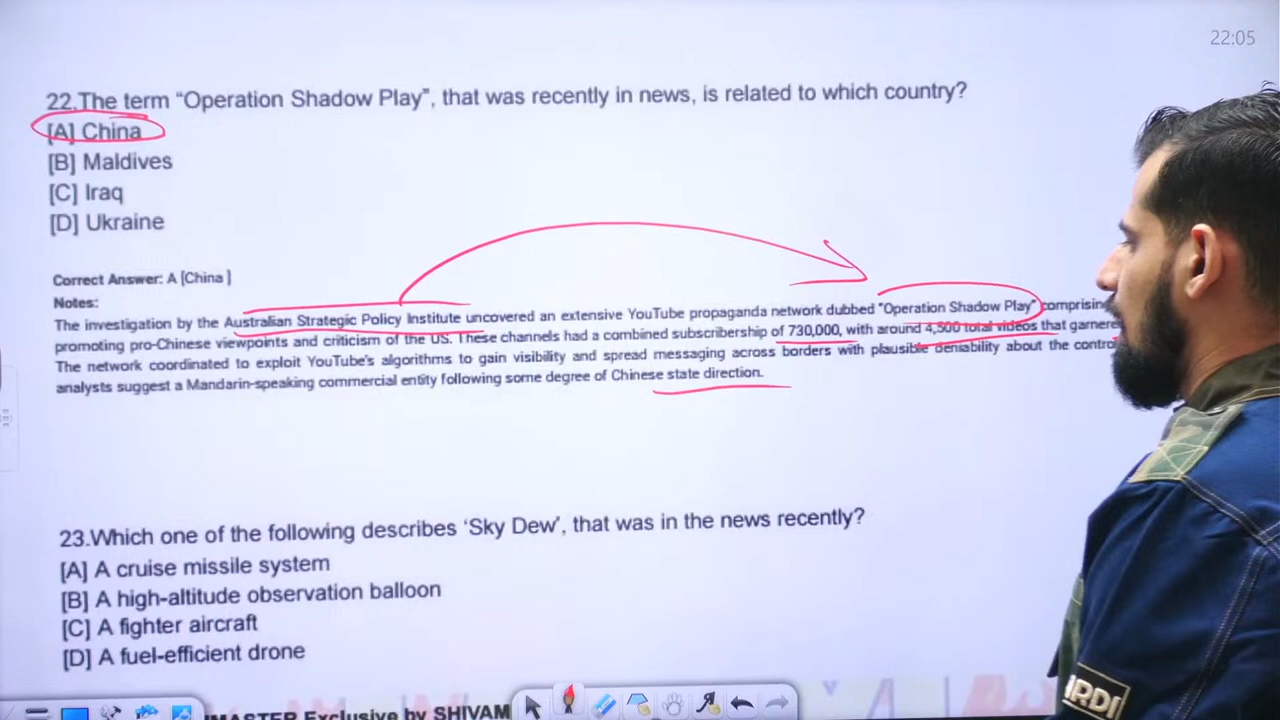 22:05
22.The term “Operation Shadow Play”, that was recently in news, is related to which country?
[A] China
[B] Maldives
[C] Iraq
[D] Ukraine
Correct Answer: A [China ]
Notes:
The investigation by the Australian Strategic Policy Institute uncovered an extensive YouTube propaganda network dubbed “Operation Shadow Play”
promoting pro-Chinese viewpoints and criticism of the US. These channels had a combined subscribership of 730,000, with around 4,500 total videos that
The network coordinated to exploit YouTube’s algorithms to gain visibility and spread messaging across borders with plausible deniability about the
analysts suggest a Mandarin-speaking commercial entity following some degree of Chinese state direction.
23.Which one of the following describes ‘Sky Dew’, that was in the news recently?
[A] A cruise missile system
[B] A high-altitude observation balloon
[C] A fighter aircraft
[D] A fuel-efficient drone
Exclusive by SHIVAM